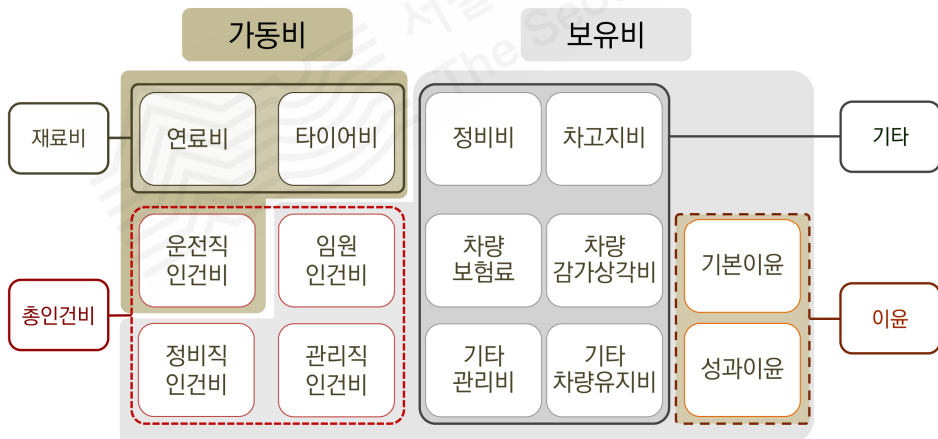 가동비
보유비
재료비
연료비
타이어비
정비비
차고지비
기타
운전직
인건비
임원
인건비
차량
보험료
차량
감가상각비
기본이윤
총인건비
이윤
정비직
인건비
관리직
인건비
기타
관리비
기타
차량유지비
성과이윤
The Seo